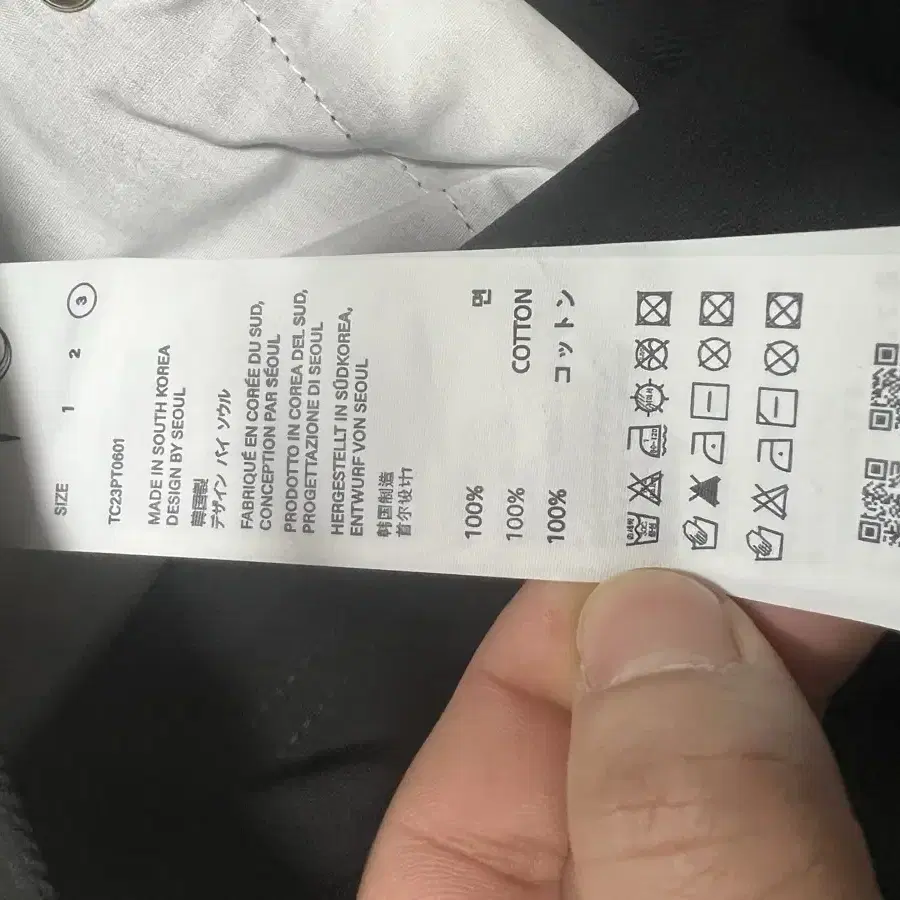 SIZE 1 2 3
TC23PT0601
MADE IN SOUTH KOREA
DESIGN BY SEOUL
韓国製
デザイン バイ ソウル
FABRIQUÉ EN CORÉE DU SUD,
CONCEPTION PAR SÉOUL
PRODOTTO IN COREA DEL SUD,
PROGETTAZIONE DI SEOUL
HERGESTELLT IN SÜDKOREA,
ENTWURF VON SEOUL
韩国制造
首尔设计
100% 면
100% COTTON
100% コットン